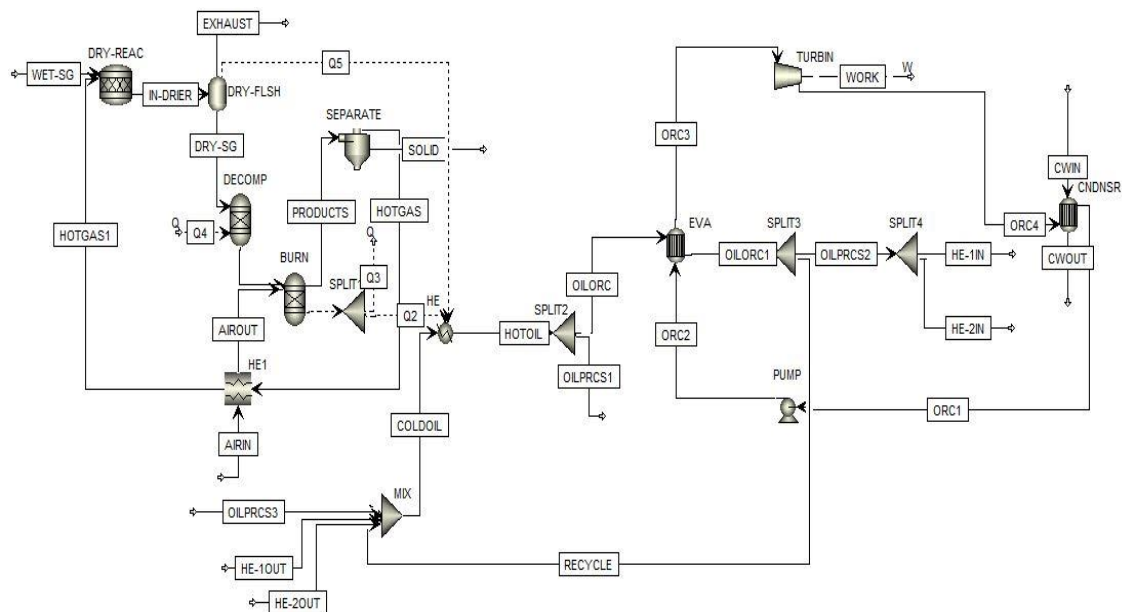 EXHAUST
DRY-REAC
WET-SG
Q5
TURBIN
W
WORK
IN-DRIER
DRY-FLSH
SEPARATE
ORC3
DRY-SG
SOLID
CWIN
DECOMP
CNDNSR
Q
Q4
PRODUCTS
HOTGAS
EVA
SPLIT3
SPLIT4
ORC4
HOTGAS1
OILORC1
OILPRCS2
HE-1IN
CWOUT
BURN
Q
Q3
SPLIT1
OILORC
HE
Q2
SPLIT2
AIROUT
HOTOIL
ORC2
HE-2IN
HE1
OILPRCS1
PUMP
ORC1
COLDOIL
AIRIN
MIX
OILPRCS3
HE-1OUT
RECYCLE
HE-2OUT